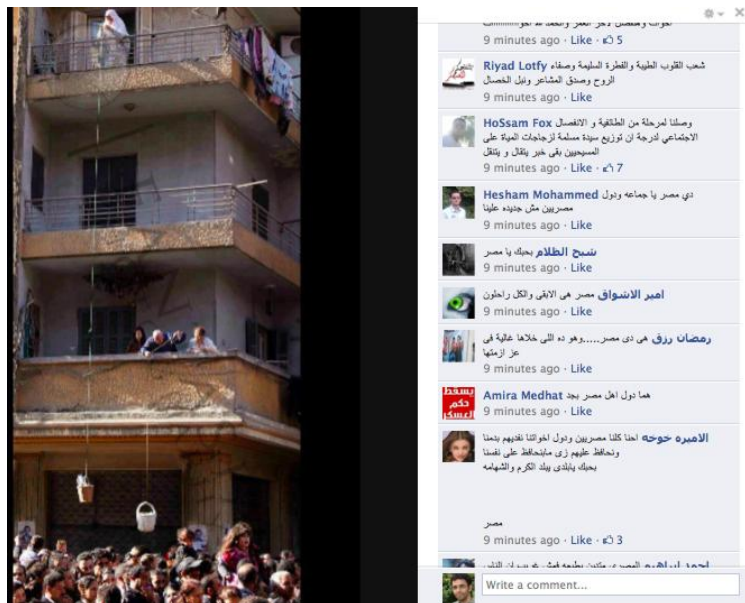 9 minutes ago · Like · 5
Riyad Lotfy شعب القلوب الطيبة والفطرة السليمة وصفاء
الروح وصدق المشاعر ونبل الخصال
9 minutes ago · Like
HoSsam Fox وصلنا لمرحلة من الطائفية و الانفصال
الاجتماعي لدرجة ان توزيع سيدة مسلمة لزجاجات المياة على
المسيحيين بقى خبر يتقال و يتنقل
9 minutes ago · Like · 7
Hesham Mohammed دي مصر يا جماعه ودول
مصريين مش جديده علينا
9 minutes ago · Like
شبح الظلام بحبك يا مصر
9 minutes ago · Like
امير الاشواق مصر هى الابقى والكل راحلون
9 minutes ago · Like
رمضان رزق هى دى مصر.....وهو ده اللى خلاها غالية فى
عز ازمتها
9 minutes ago · Like
يسقط
حكم
العسكر
Amira Medhat هما دول اهل مصر بجد
9 minutes ago · Like
الاميره خوخه احنا كلنا مصريين ودول اخواتنا نفديهم بدمنا
ونحافظ عليهم زى مابنحافظ على نفسنا
بحبك يابلدى يبلد الكرم والشهامه
مصر
9 minutes ago · Like · 3
احمد ابراهيم
Write a comment...